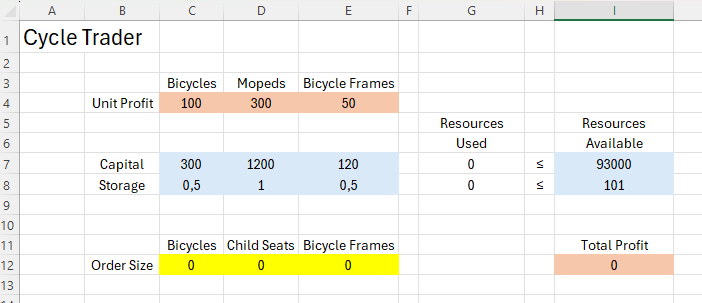 A B C D E F G H I
1 Cycle Trader
2
3 Bicycles Mopeds Bicycle Frames
4 Unit Profit 100 300 50
5 Resources Resources
6 Used Available
7 Capital 300 1200 120 0 ≤ 93000
8 Storage 0,5 1 0,5 0 ≤ 101
9
10
11 Bicycles Child Seats Bicycle Frames Total Profit
12 Order Size 0 0 0 0
13